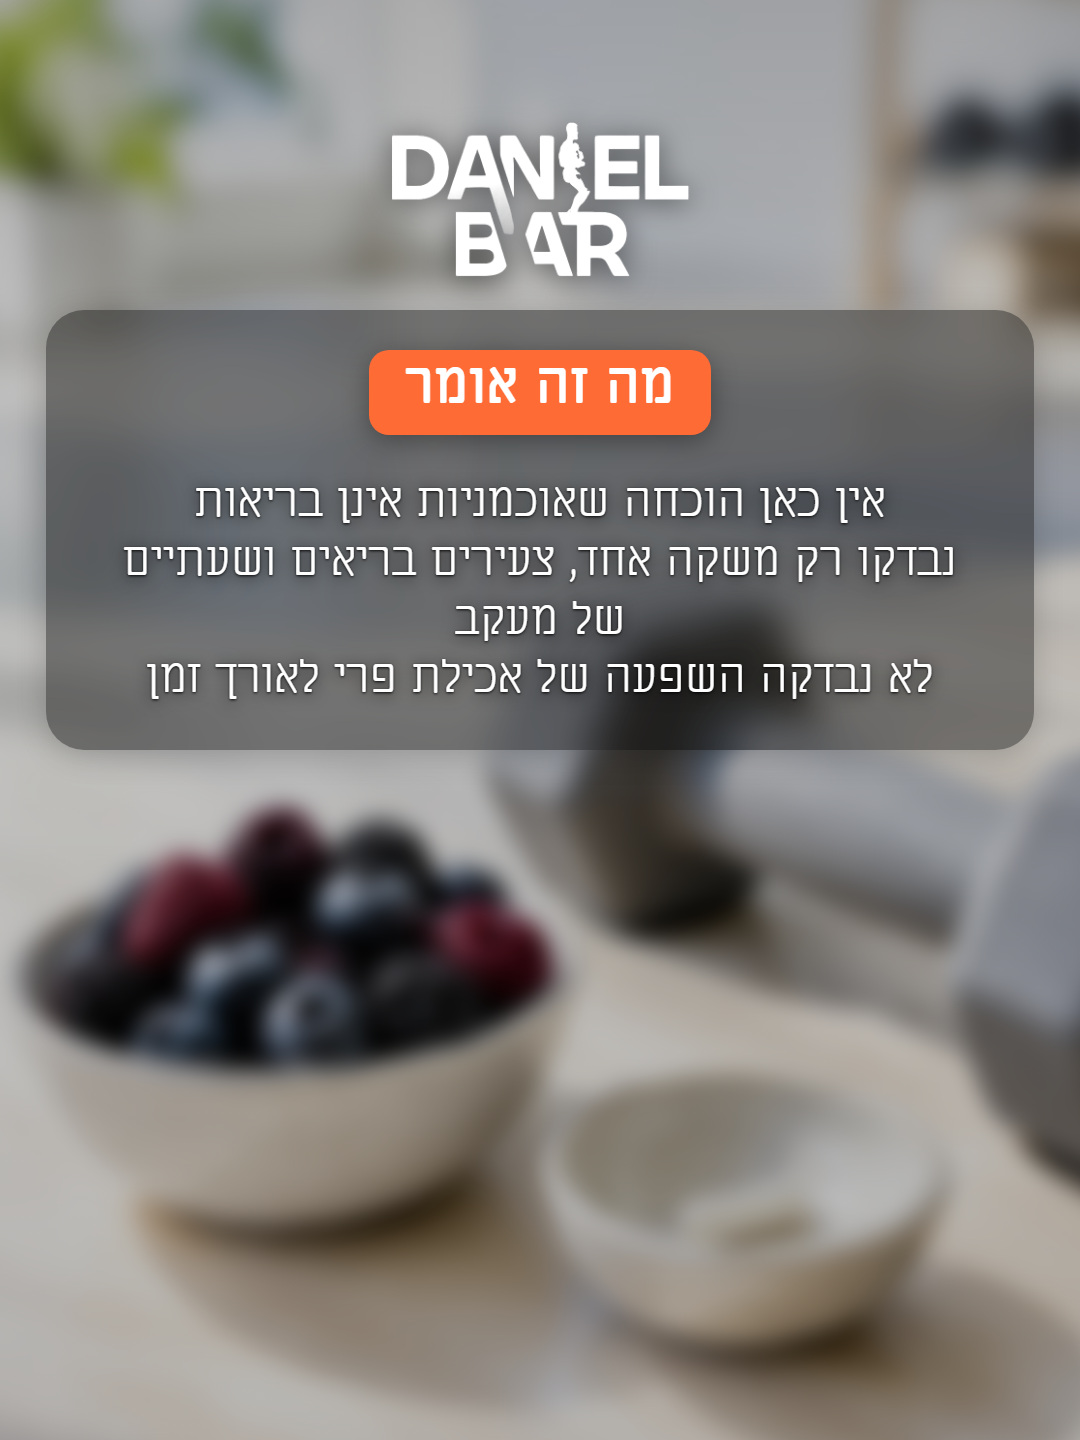 DANIEL
BAR
מה זה אומר
אין כאן הוכחה שאוכמניות אינן בריאות
נבדקו רק משקה אחד, צעירים בריאים ושעתיים
של מעקב
לא נבדקה השפעה של אכילת פרי לאורך זמן